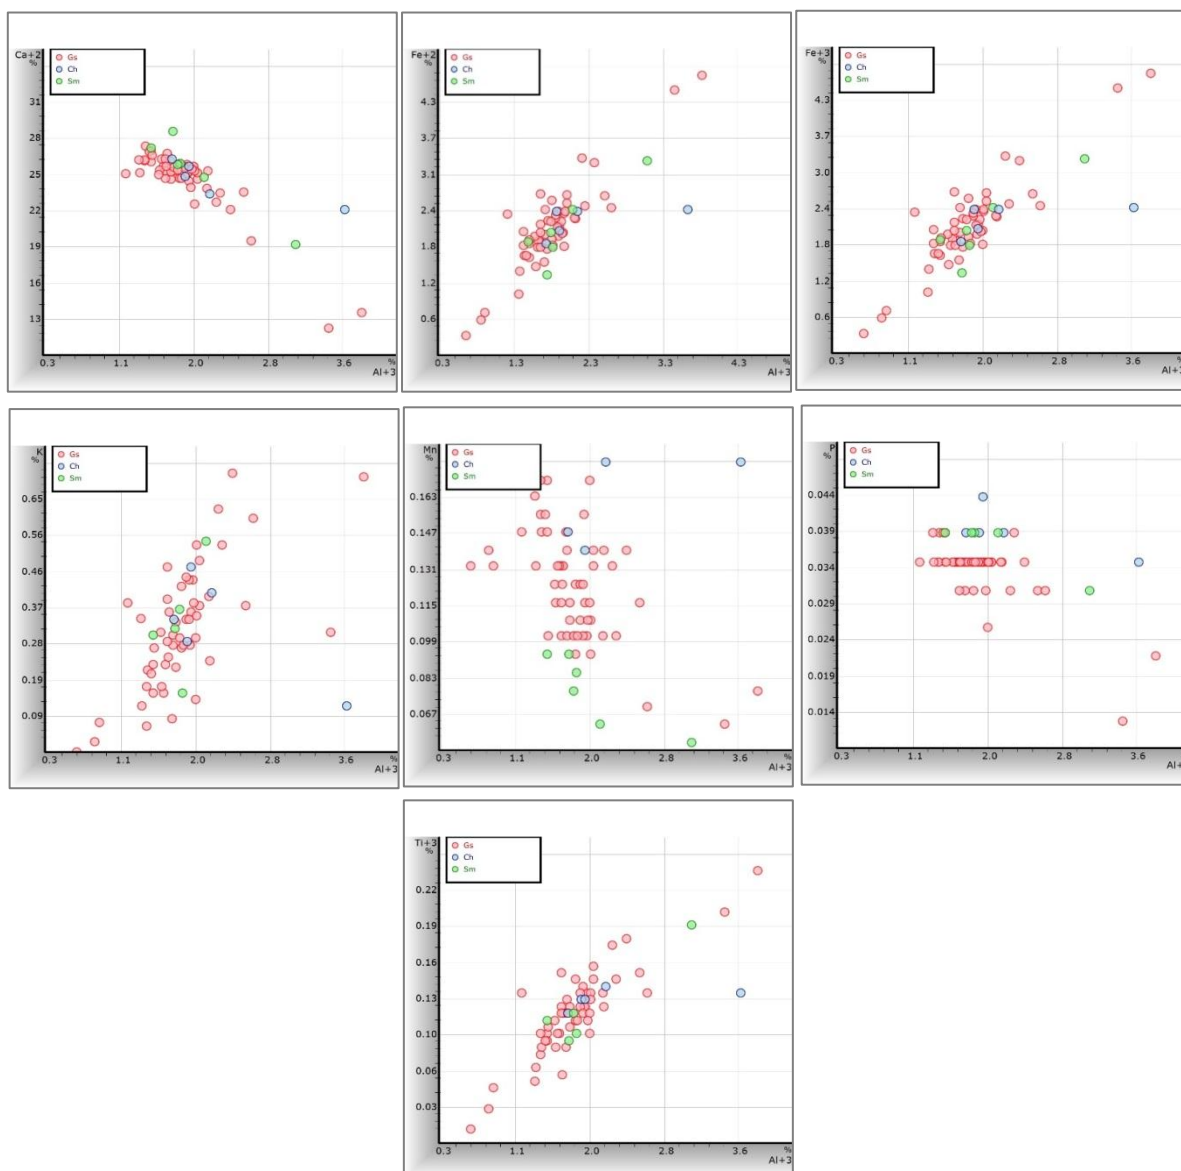 Ca+2
%
Gs
Ch
Sm
31
28
25
22
19
16
13
0.3 1.1 2.0 2.8 3.6 %
Al+3
Fe+2
%
Gs
Ch
Sm
4.3
3.7
3.1
2.4
1.8
1.2
0.6
0.3 1.3 2.3 3.3 4.3 %
Al+3
Fe+3
%
Gs
Ch
Sm
4.3
3.7
3.0
2.4
1.8
1.2
0.6
0.3 1.1 2.0 2.8 3.6 %
Al+3
K
%
Gs
Ch
Sm
0.65
0.56
0.46
0.37
0.28
0.19
0.09
0.3 1.1 2.0 2.8 3.6 %
Al+3
Mn
%
Gs
Ch
Sm
0.163
0.147
0.131
0.115
0.099
0.083
0.067
0.3 1.1 2.0 2.8 3.6 %
Al+3
P
%
Gs
Ch
Sm
0.044
0.039
0.034
0.029
0.024
0.019
0.014
0.3 1.1 2.0 2.8 3.6 %
Al+
Ti+3
%
Gs
Ch
Sm
0.22
0.19
0.16
0.13
0.10
0.06
0.03
0.3 1.1 2.0 2.8 3.6 %
Al+3